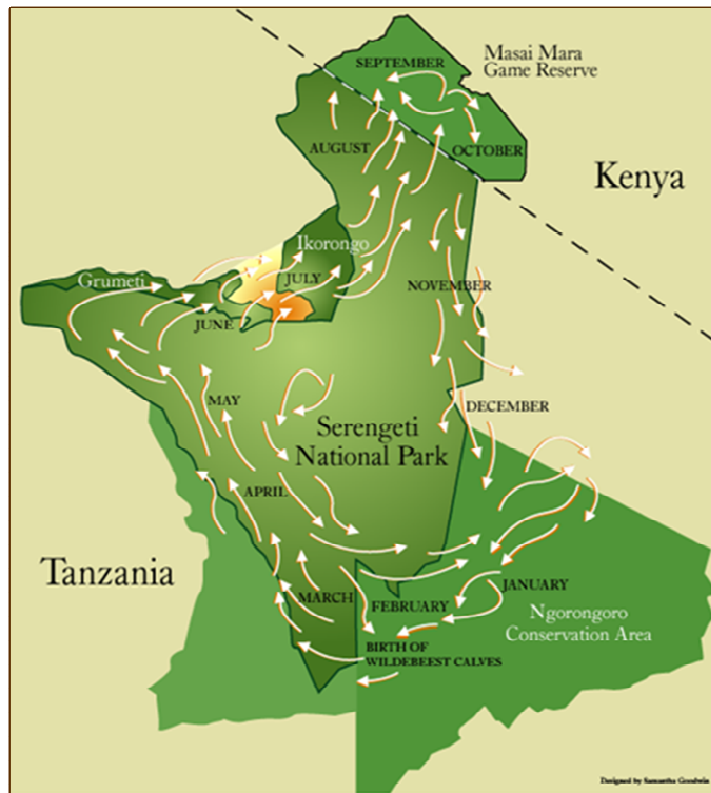 SEPTEMBER
Masai Mara
Game Reserve
AUGUST
OCTOBER
Kenya
Ikorongo
Grumeti
JULY
NOVEMBER
JUNE
MAY
DECEMBER
Serengeti
National Park
APRIL
Tanzania
MARCH
FEBRUARY
JANUARY
Ngorongoro
Conservation Area
BIRTH OF
WILDEBEEST CALVES
Designed by Samantha Goodwin